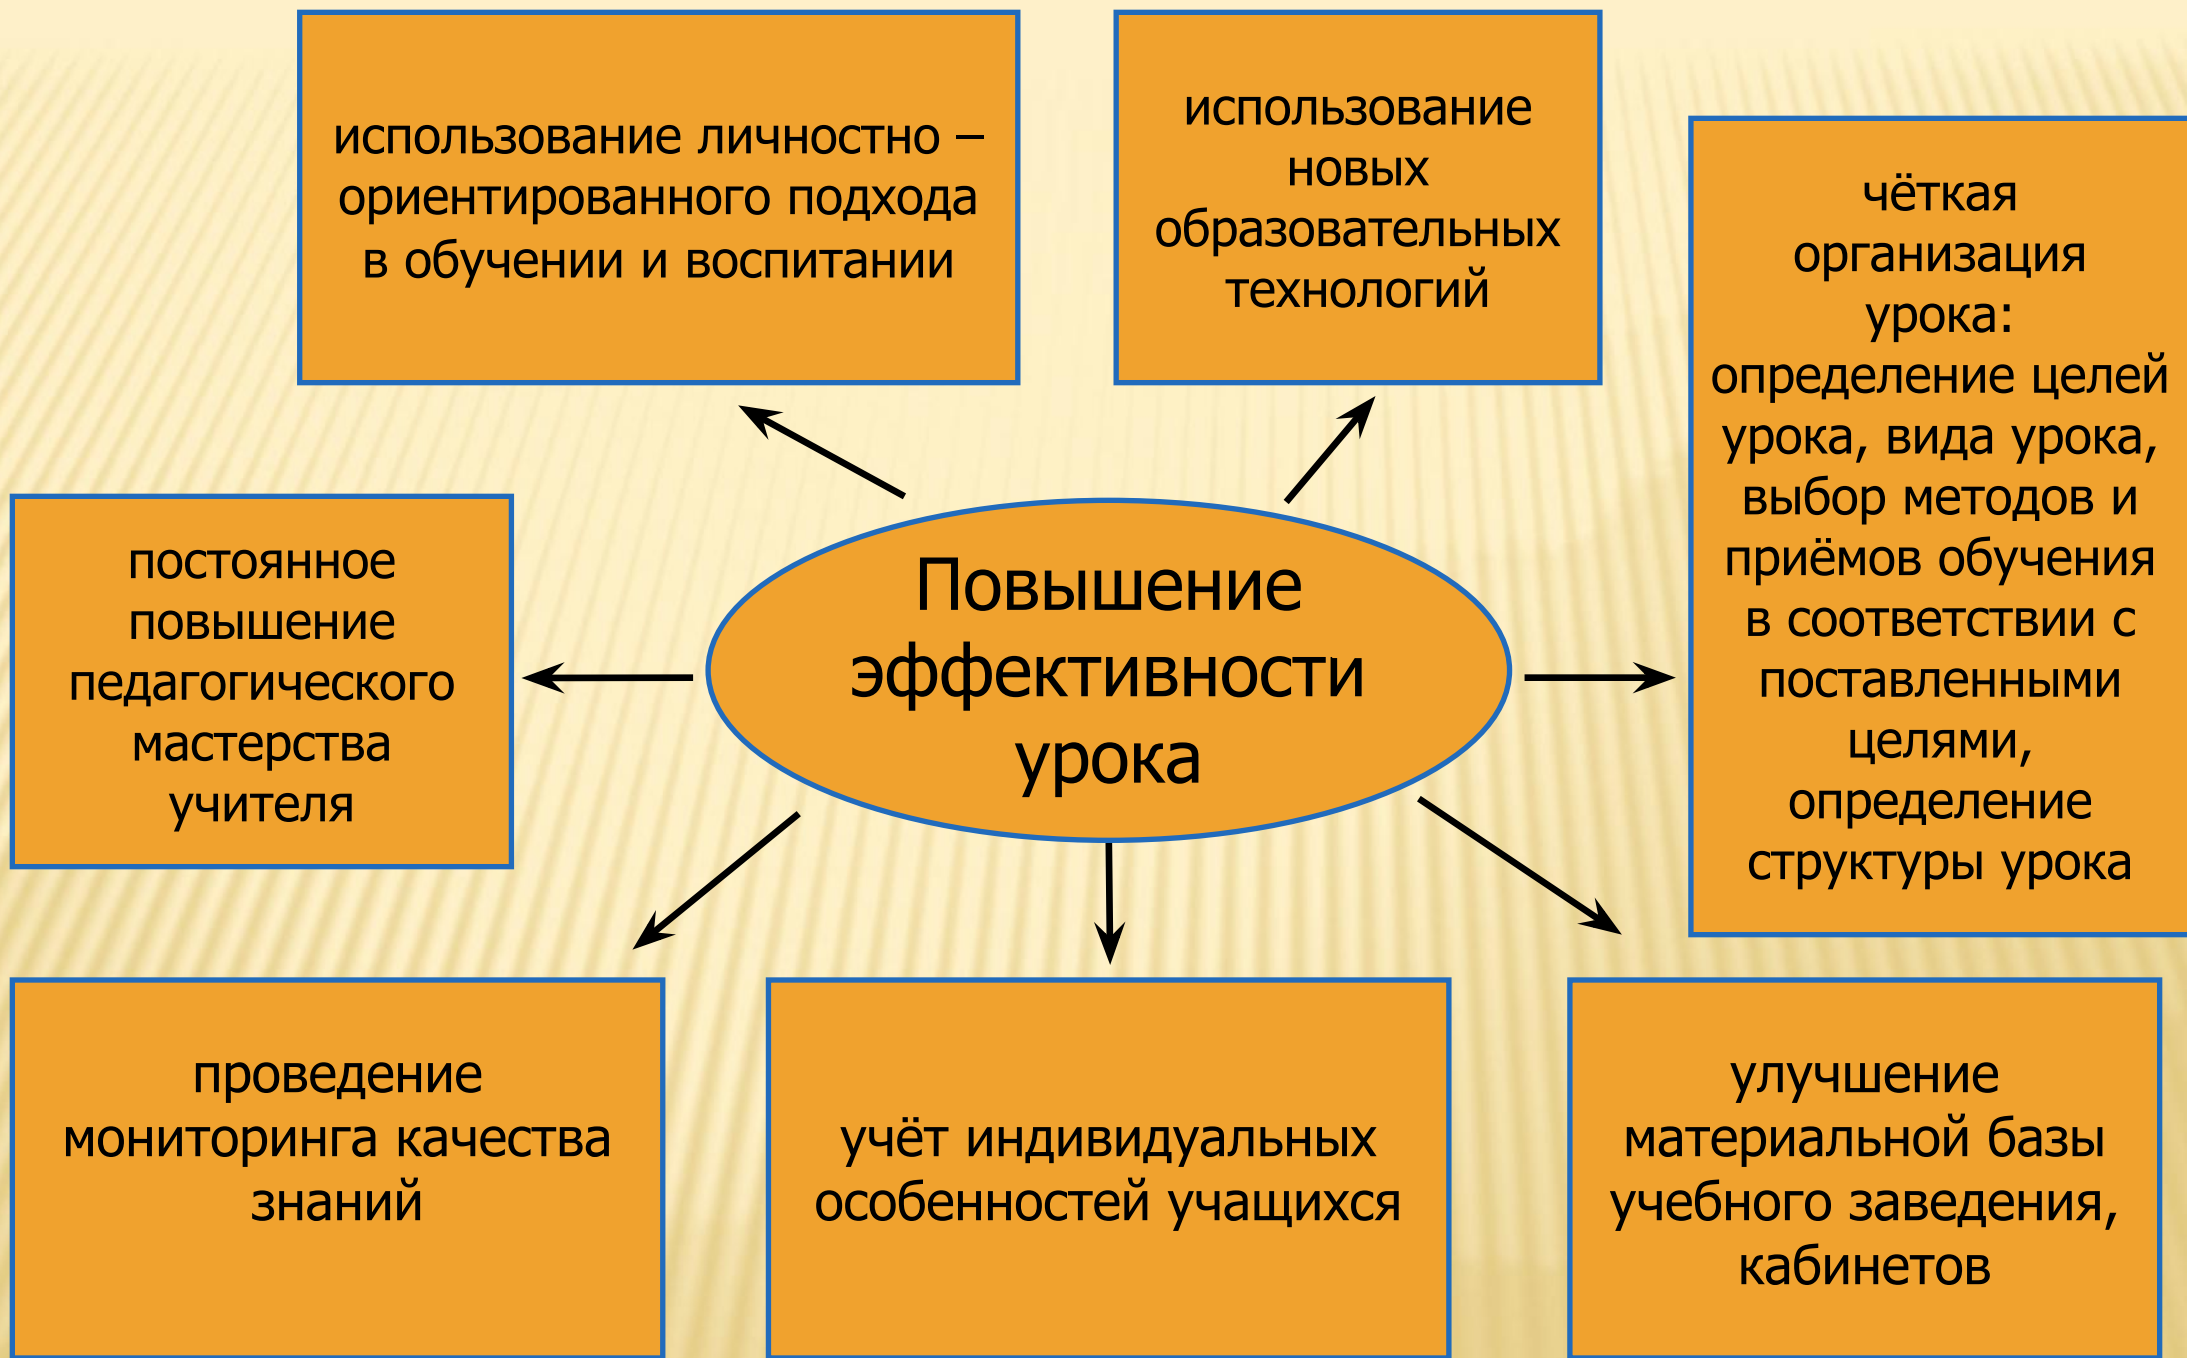 использование личностно –
ориентированного подхода
в обучении и воспитании
использование
новых
образовательных
технологий
чёткая
организация
урока:
определение целей
урока, вида урока,
выбор методов и
приёмов обучения
в соответствии с
поставленными
целями,
определение
структуры урока
постоянное
повышение
педагогического
мастерства
учителя
Повышение
эффективности
урока
проведение
мониторинга качества
знаний
учёт индивидуальных
особенностей учащихся
улучшение
материальной базы
учебного заведения,
кабинетов